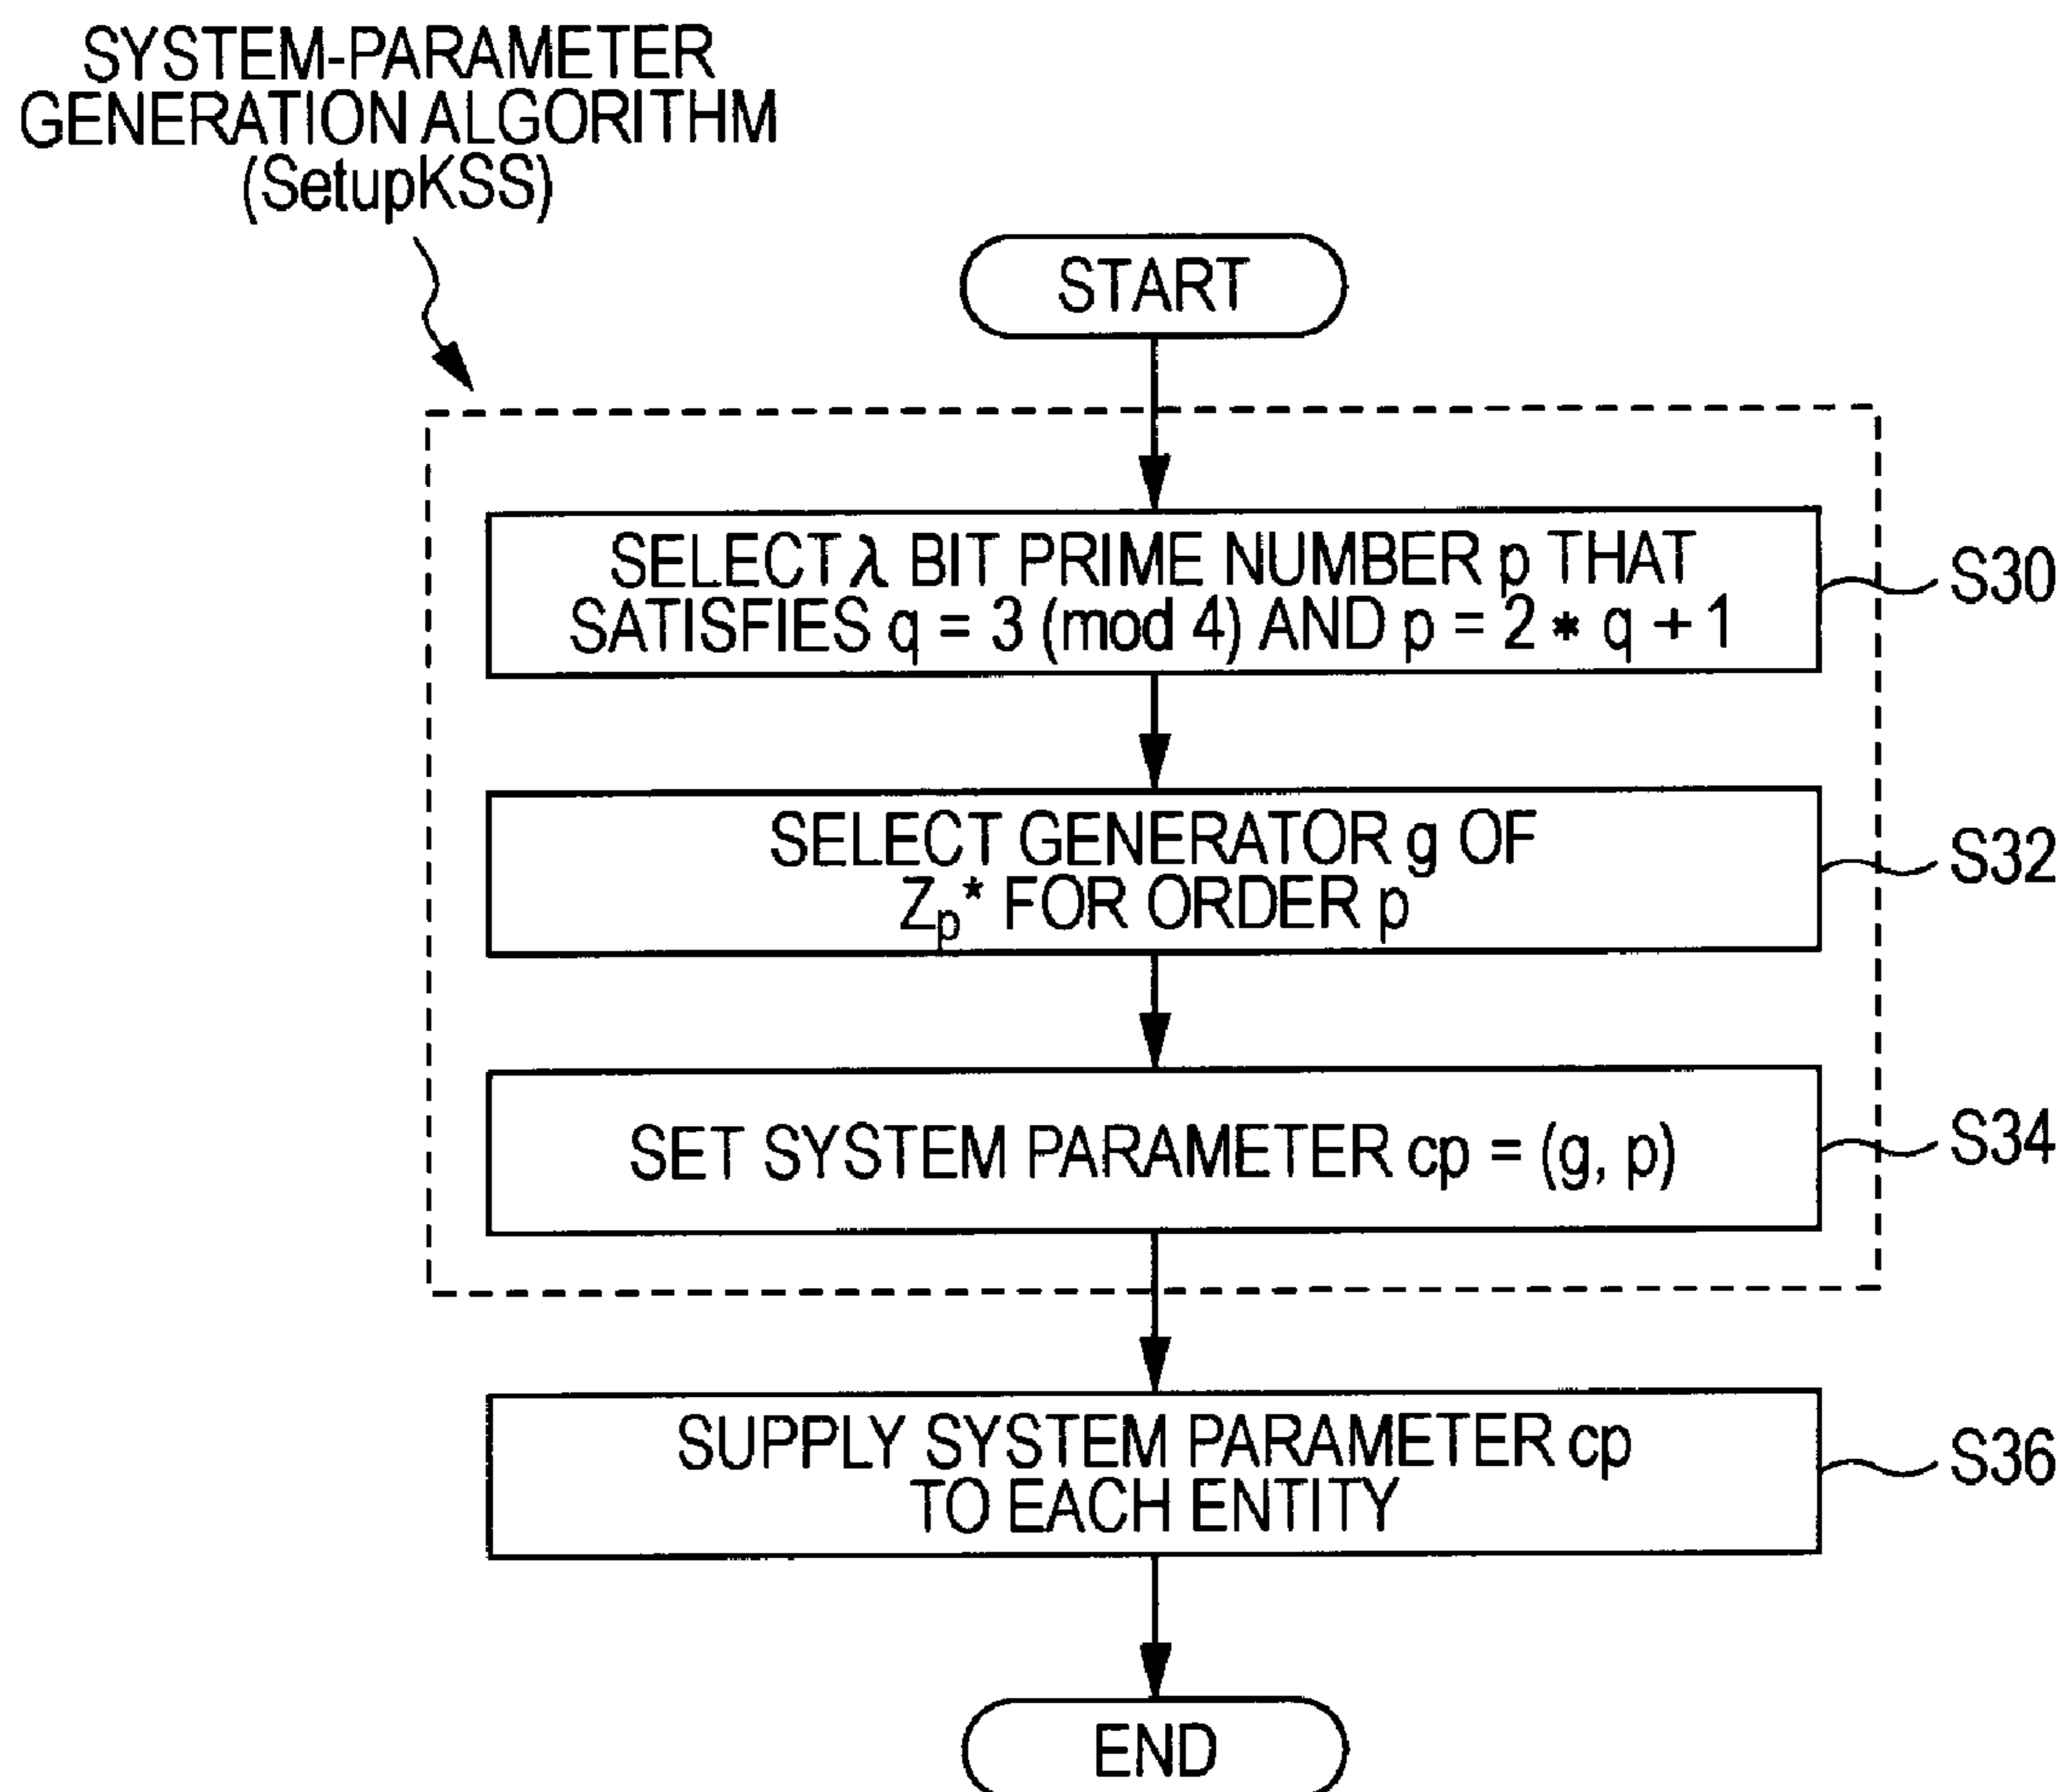 SYSTEM-PARAMETER
GENERATION ALGORITHM
(SetupKSS)
START
SELECT λ BIT PRIME NUMBER p THAT
SATISFIES q = 3 (mod 4) AND p = 2 * q + 1
S30
SELECT GENERATOR g OF
Zp* FOR ORDER p
S32
SET SYSTEM PARAMETER cp = (g, p)
S34
SUPPLY SYSTEM PARAMETER cp
TO EACH ENTITY
S36
END